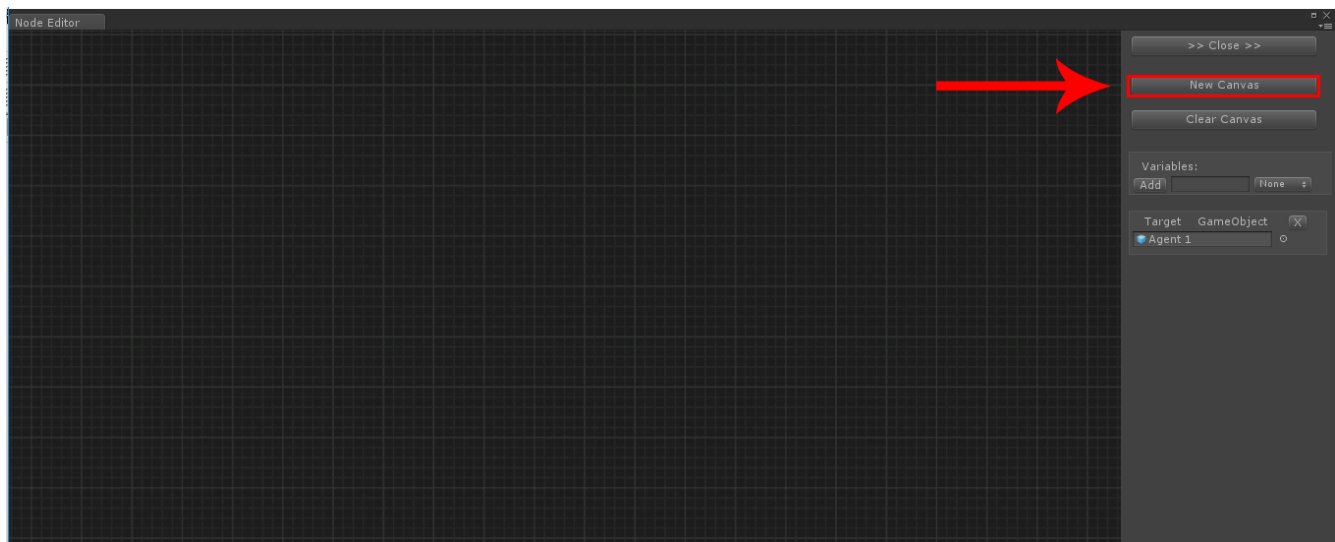 Node Editor
>> Close >>
New Canvas
Clear Canvas
Variables:
Add None
Target GameObject X
Agent 1